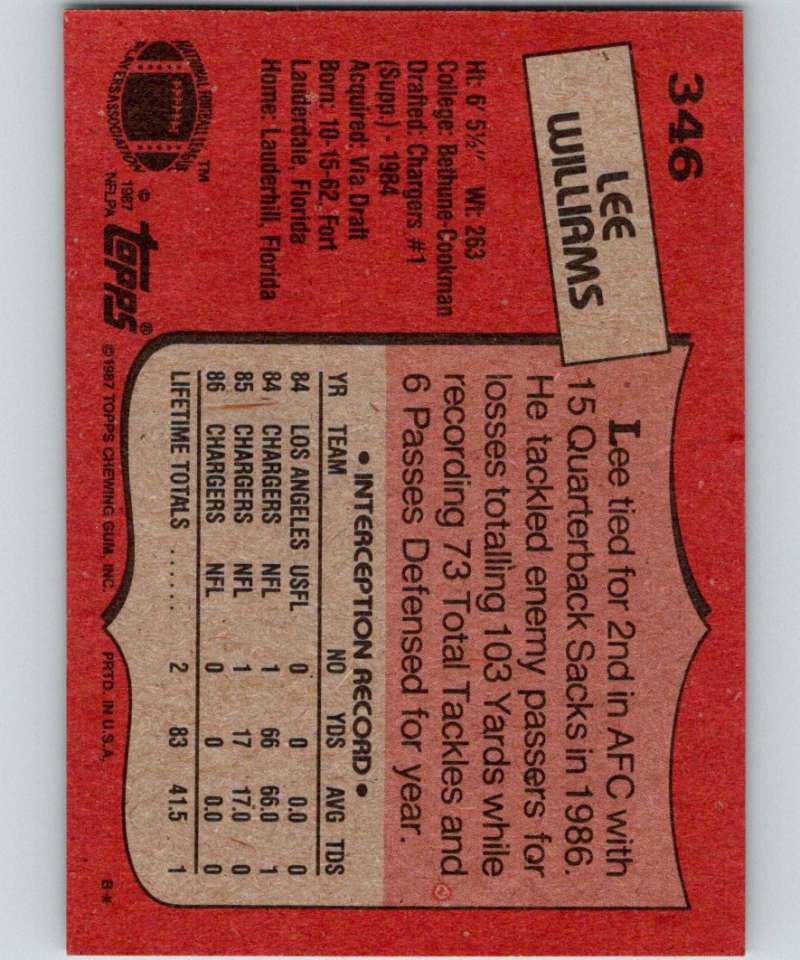 346
LEE
WILLIAMS
Ht: 6' 5½" Wt: 263
College: Bethune-Cookman
Drafted: Chargers #1
(Supp.) - 1984
Acquired: Via Draft
Born: 10-15-62, Fort
Lauderdale, Florida
Home: Lauderhill, Florida
NATIONAL FOOTBALL LEAGUE
PLAYERS ASSOCIATION
TM
© 1987
NFLPA
topps®
Lee tied for 2nd in AFC with
15 Quarterback Sacks in 1986.
He tackled enemy passers for
losses totalling 103 Yards while
recording 73 Total Tackles and
6 Passes Defensed for year.
• INTERCEPTION RECORD •
YR TEAM NO YDS AVG TDS
84 LOS ANGELES USFL 0 0 0.0 0
84 CHARGERS NFL 1 66 66.0 1
85 CHARGERS NFL 1 17 17.0 0
86 CHARGERS NFL 0 0 0.0 0
LIFETIME TOTALS ...... 2 83 41.5 1
©1987 TOPPS CHEWING GUM, INC. PRTD. IN U.S.A. B*